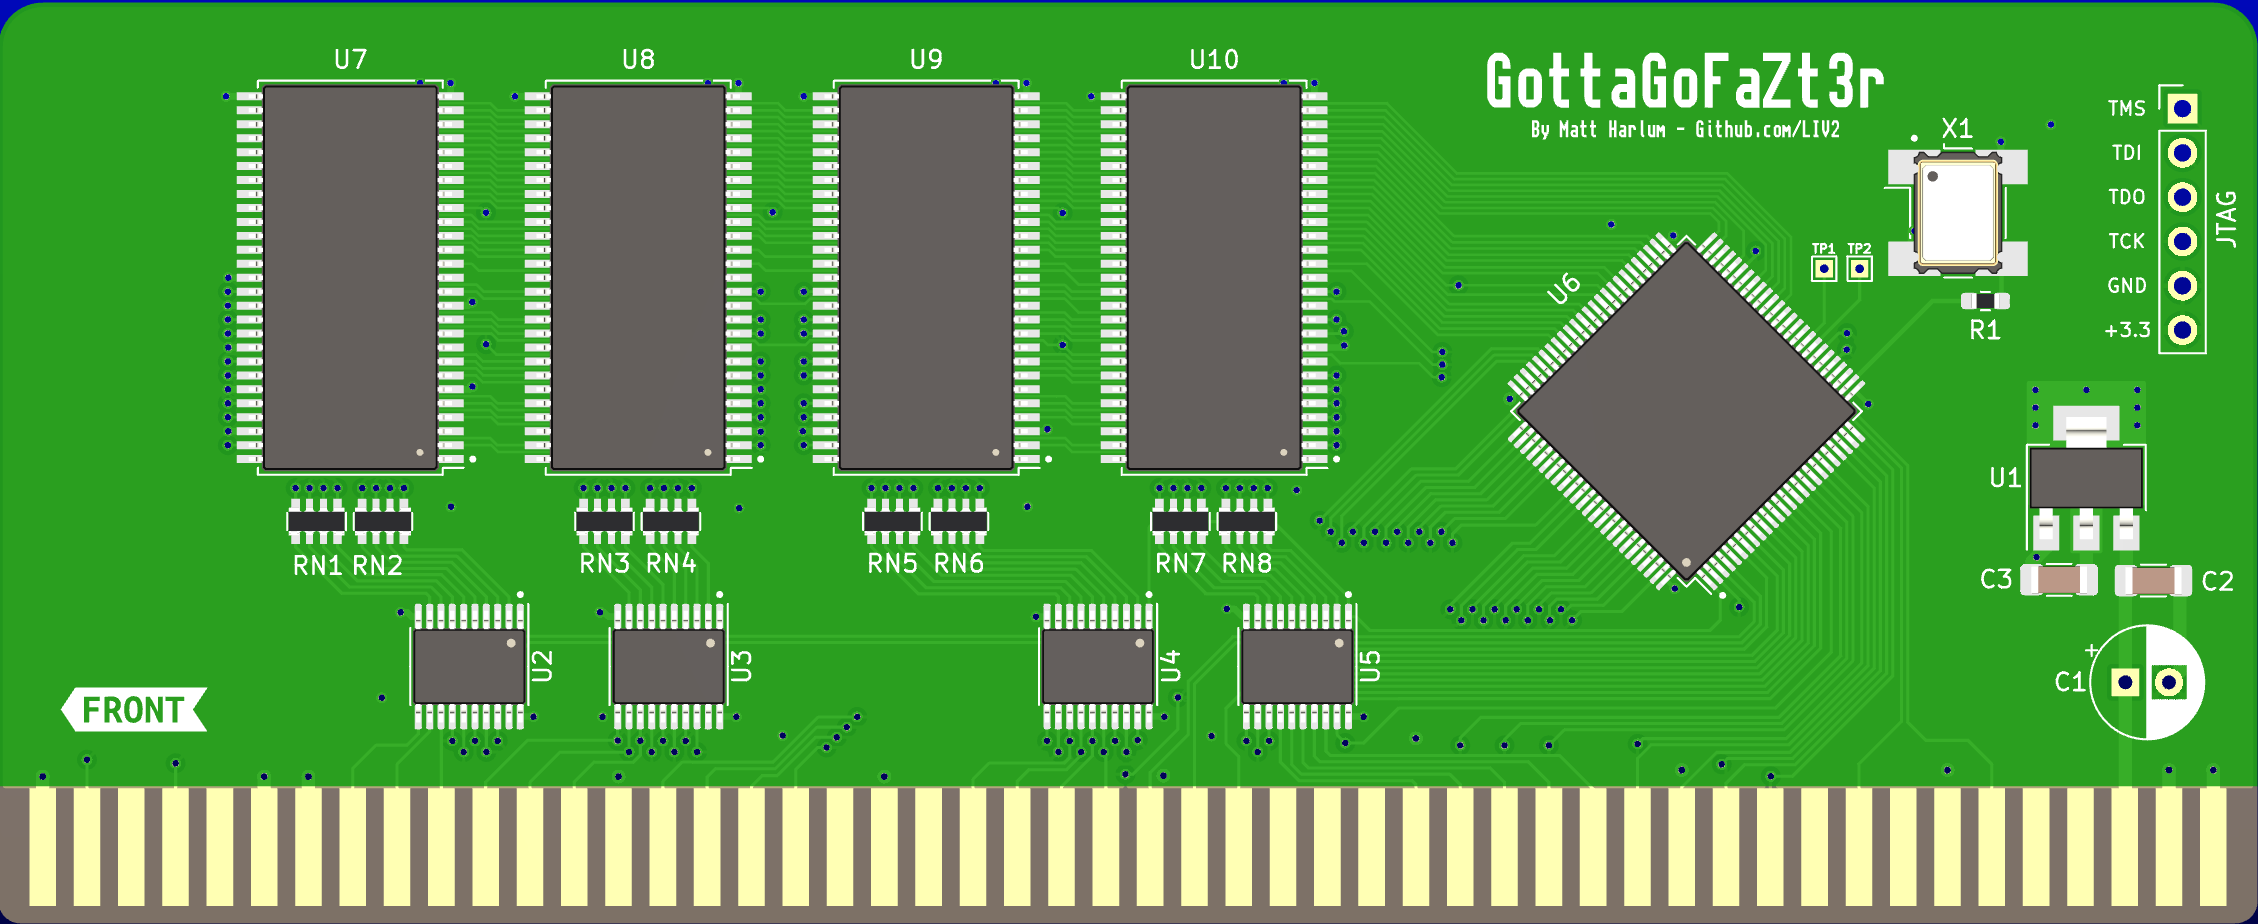 U7 U8 U9 U10
GottaGoFaZt3r
By Matt Harlum - Github.com/LIV2
X1
TMS
TDI
TDO
TCK
GND
+3.3
JTAG
TP1 TP2
U6
R1
U1
RN1 RN2 RN3 RN4 RN5 RN6 RN7 RN8
C3 C2
U2 U3 U4 U5
+
C1
FRONT